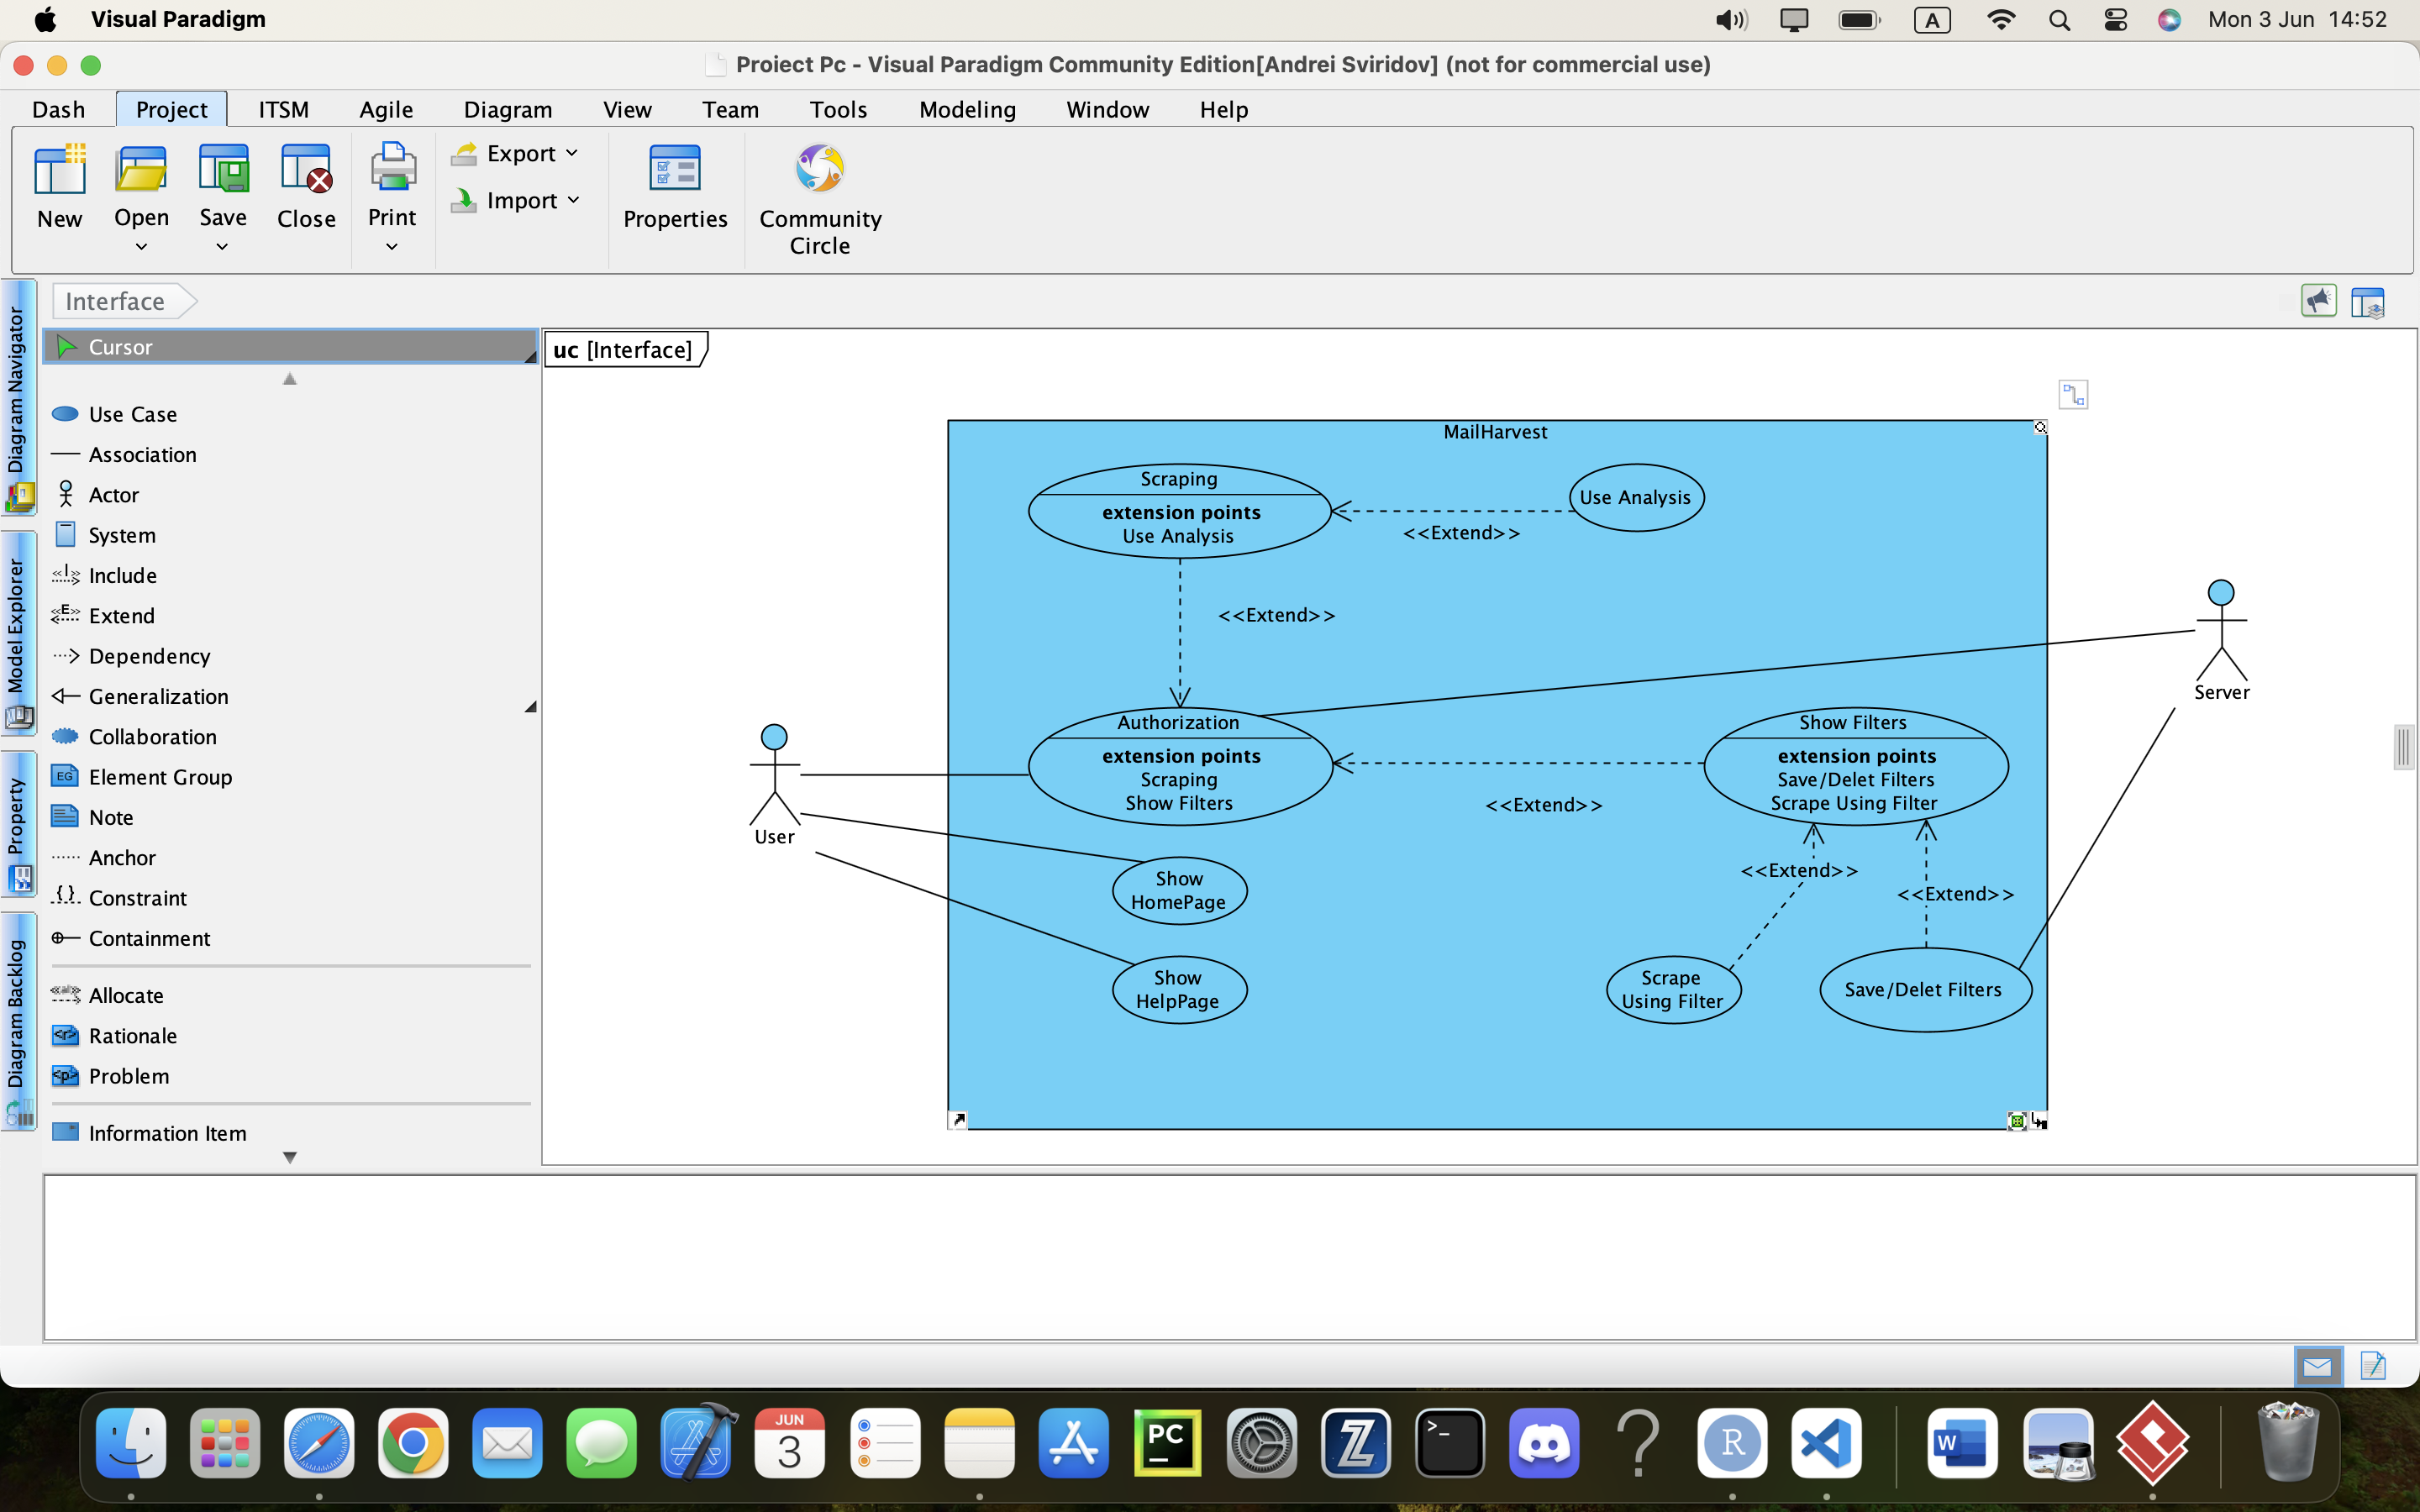 Visual Paradigm
A
Mon 3 Jun 14:52
Proiect Pc - Visual Paradigm Community Edition[Andrei Sviridov] (not for commercial use)
Dash Project ITSM Agile Diagram View Team Tools Modeling Window Help
New
Open
Save
Close
Print
Export
Import
Properties
Community
Circle
Diagram Navigator
Model Explorer
Property
Diagram Backlog
Interface
Cursor
Use Case
Association
Actor
System
Include
Extend
Dependency
Generalization
Collaboration
EG Element Group
Note
Anchor
Constraint
Containment
Allocate
Rationale
Problem
Information Item
uc [Interface]
MailHarvest
Scraping
extension points
Use Analysis
<<Extend>>
Use Analysis
<<Extend>>
Authorization
extension points
Scraping
Show Filters
<<Extend>>
Show Filters
extension points
Save/Delet Filters
Scrape Using Filter
<<Extend>>
<<Extend>>
User
Server
Show
HomePage
Show
HelpPage
Scrape
Using Filter
Save/Delet Filters
JUN
3
PC
R
W